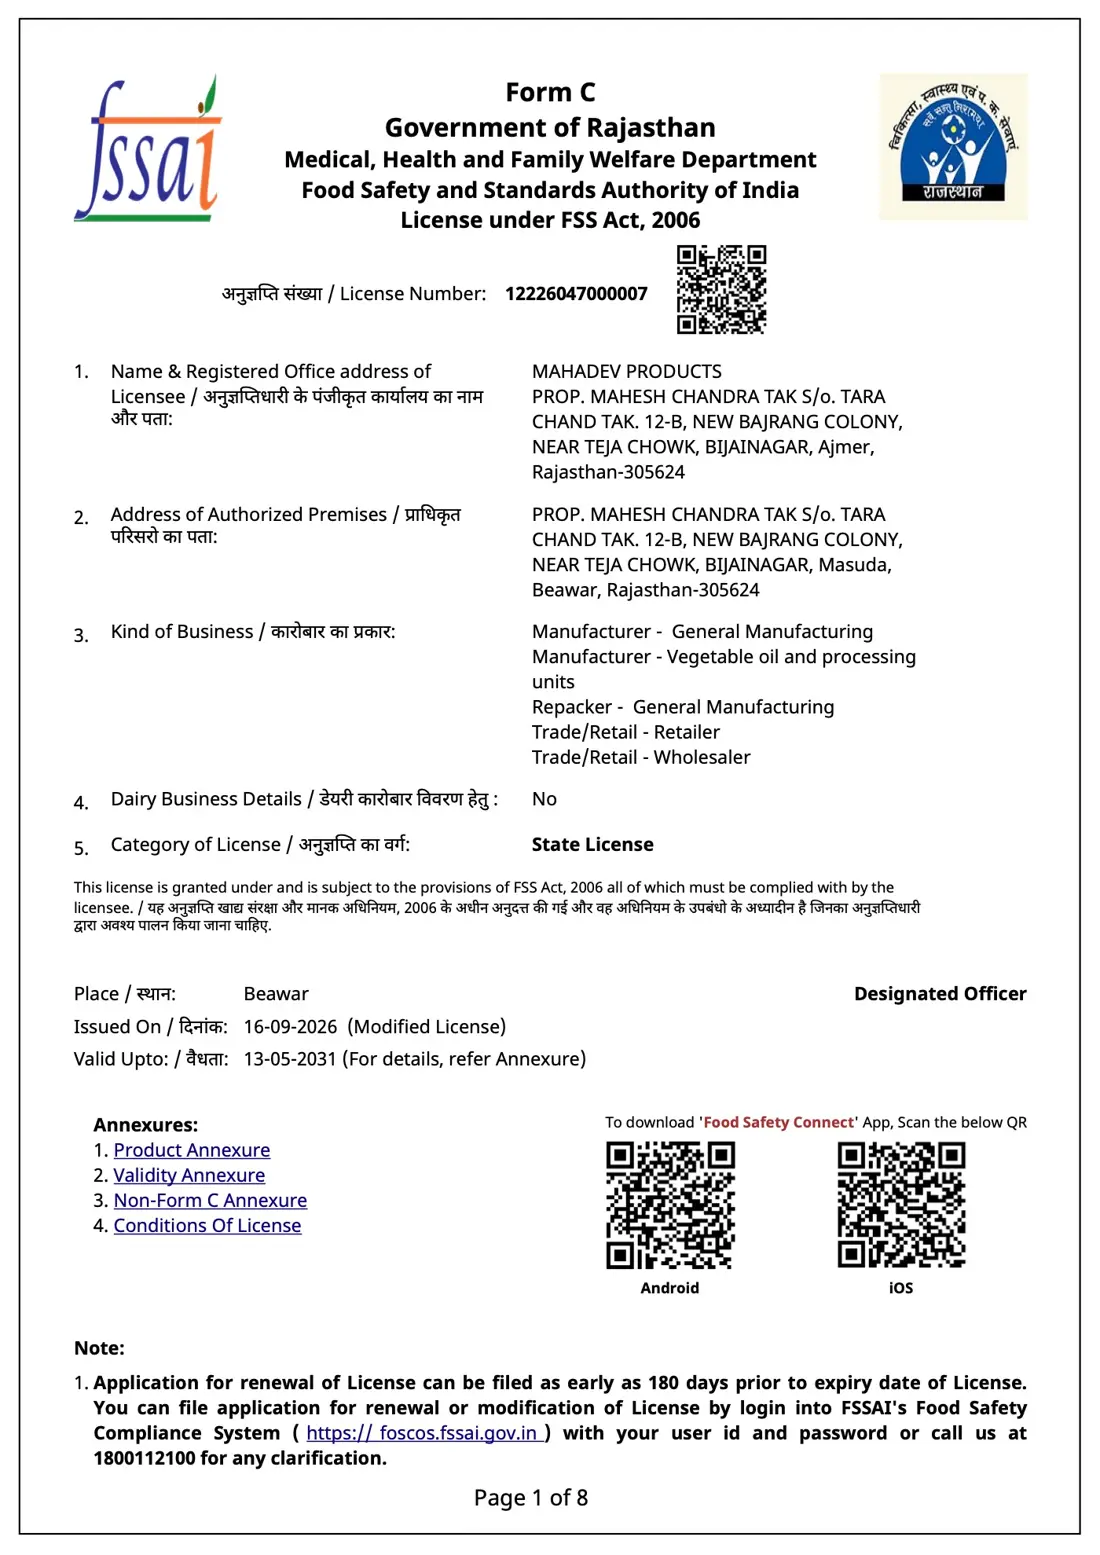 fssai
Form C
Government of Rajasthan
Medical, Health and Family Welfare Department
Food Safety and Standards Authority of India
License under FSS Act, 2006
चिकित्सा, स्वास्थ्य एवं प. क. सेवाएं
सर्वे सन्तु निरामया
राजस्थान
अनुज्ञप्ति संख्या / License Number: 12226047000007
1. Name & Registered Office address of
Licensee / अनुज्ञप्तिधारी के पंजीकृत कार्यालय का नाम
और पता:
MAHADEV PRODUCTS
PROP. MAHESH CHANDRA TAK S/o. TARA
CHAND TAK. 12-B, NEW BAJRANG COLONY,
NEAR TEJA CHOWK, BIJAINAGAR, Ajmer,
Rajasthan-305624
2. Address of Authorized Premises / प्राधिकृत
परिसरो का पता:
PROP. MAHESH CHANDRA TAK S/o. TARA
CHAND TAK. 12-B, NEW BAJRANG COLONY,
NEAR TEJA CHOWK, BIJAINAGAR, Masuda,
Beawar, Rajasthan-305624
3. Kind of Business / कारोबार का प्रकार:
Manufacturer - General Manufacturing
Manufacturer - Vegetable oil and processing
units
Repacker - General Manufacturing
Trade/Retail - Retailer
Trade/Retail - Wholesaler
4. Dairy Business Details / डेयरी कारोबार विवरण हेतु : No
5. Category of License / अनुज्ञप्ति का वर्ग: State License
This license is granted under and is subject to the provisions of FSS Act, 2006 all of which must be complied with by the
licensee. / यह अनुज्ञप्ति खाद्य संरक्षा और मानक अधिनियम, 2006 के अधीन अनुदत्त की गई और वह अधिनियम के उपबंधो के अध्यादीन है जिनका अनुज्ञप्तिधारी
द्वारा अवश्य पालन किया जाना चाहिए.
Place / स्थान: Beawar Designated Officer
Issued On / दिनांक: 16-09-2026 (Modified License)
Valid Upto: / वैधता: 13-05-2031 (For details, refer Annexure)
Annexures:
1. Product Annexure
2. Validity Annexure
3. Non-Form C Annexure
4. Conditions Of License
To download 'Food Safety Connect' App, Scan the below QR
Android iOS
Note:
1. Application for renewal of License can be filed as early as 180 days prior to expiry date of License.
You can file application for renewal or modification of License by login into FSSAI's Food Safety
Compliance System ( https:// foscos.fssai.gov.in ) with your user id and password or call us at
1800112100 for any clarification.
Page 1 of 8